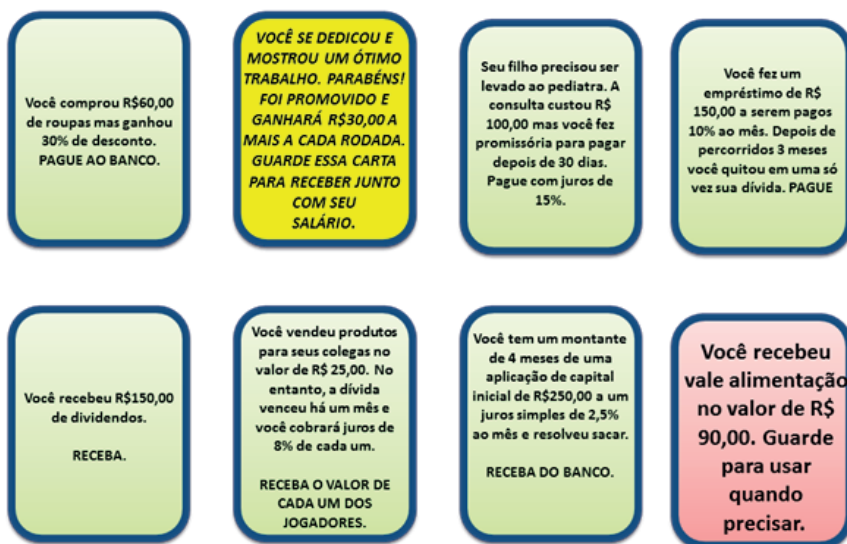 Você comprou R$60,00
de roupas mas ganhou
30% de desconto.
PAGUE AO BANCO.
VOCÊ SE DEDICOU E
MOSTROU UM ÓTIMO
TRABALHO. PARABÉNS!
FOI PROMOVIDO E
GANHARÁ R$30,00 A
MAIS A CADA RODADA.
GUARDE ESSA CARTA
PARA RECEBER JUNTO
COM SEU
SALÁRIO.
Seu filho precisou ser
levado ao pediatra. A
consulta custou R$
100,00 mas você fez
promissória para pagar
depois de 30 dias.
Pague com juros de
15%.
Você fez um
empréstimo de R$
150,00 a serem pagos
10% ao mês. Depois de
percorridos 3 meses
você quitou em uma só
vez sua dívida. PAGUE
Você recebeu R$150,00
de dividendos.
RECEBA.
Você vendeu produtos
para seus colegas no
valor de R$ 25,00. No
entanto, a dívida
venceu há um mês e
você cobrará juros de
8% de cada um.
RECEBA O VALOR DE
CADA UM DOS
JOGADORES.
Você tem um montante
de 4 meses de uma
aplicação de capital
inicial de R$250,00 a um
juros simples de 2,5%
ao mês e resolveu sacar.
RECEBA DO BANCO.
Você recebeu
vale alimentação
no valor de R$
90,00. Guarde
para usar
quando
precisar.